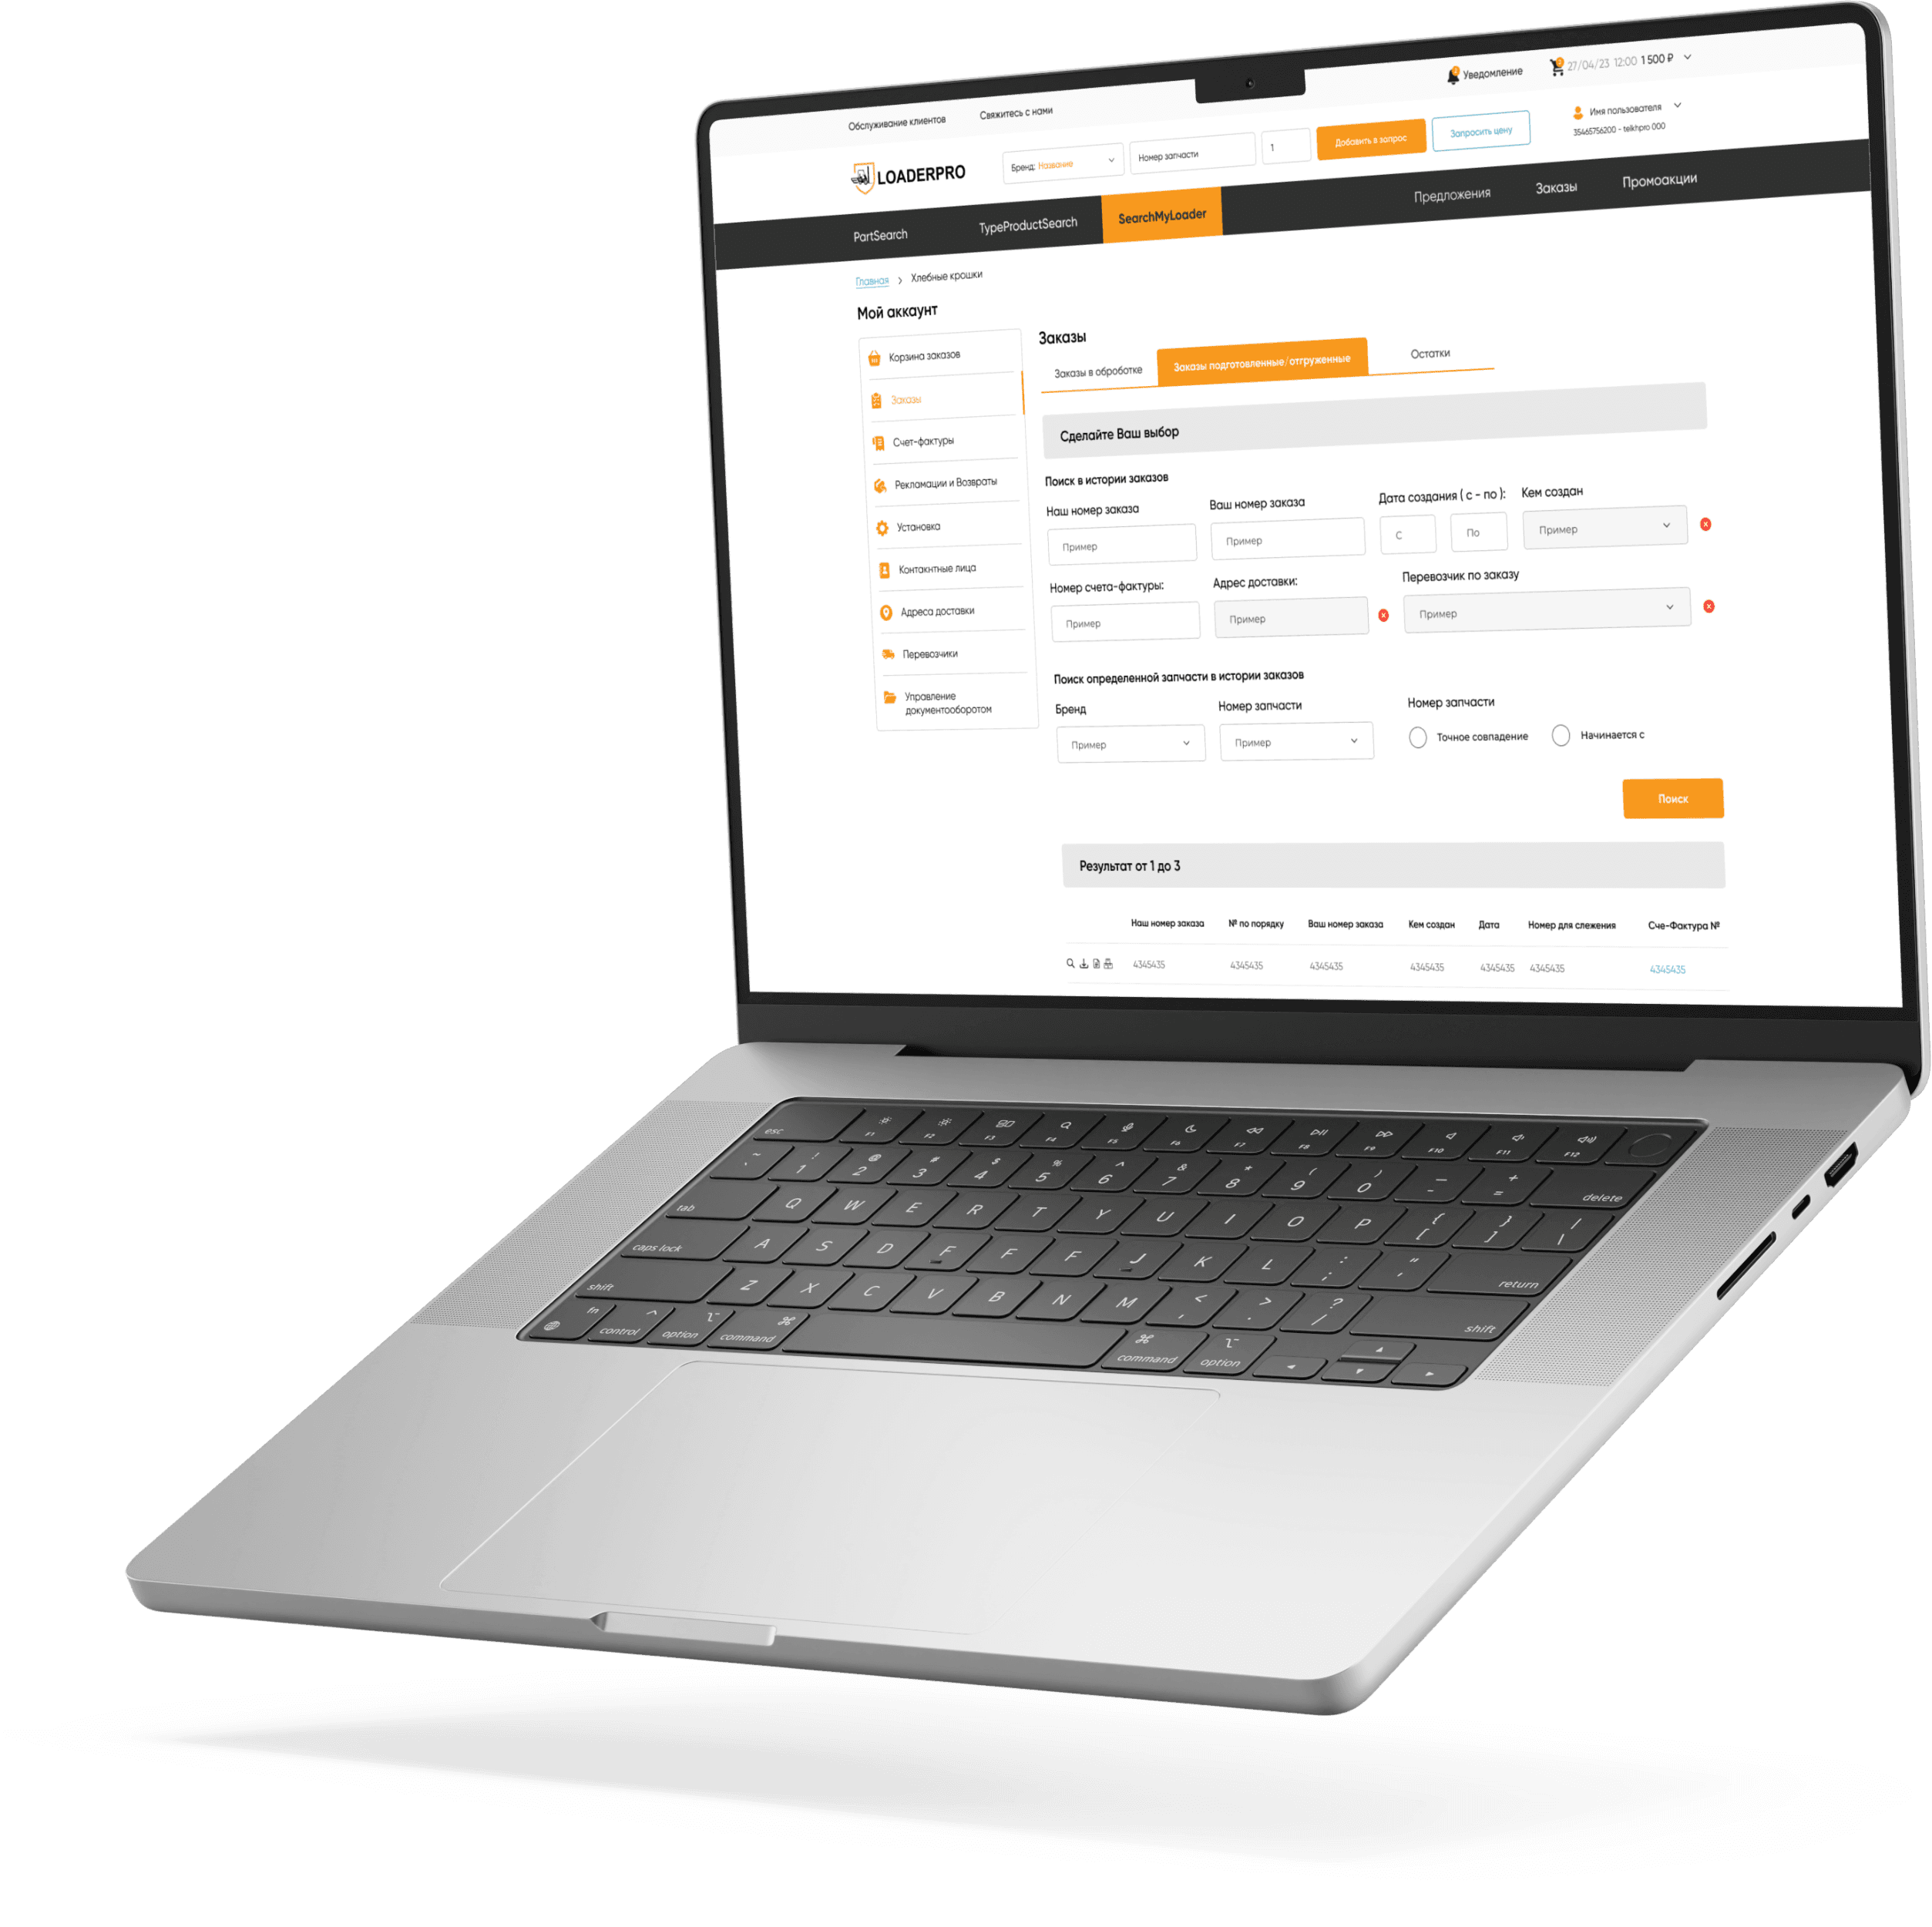 Обслуживание клиентов
Свяжитесь с нами
Уведомление
27/04/23 12:00 1 500 ₽
LOADERPRO
Бренд: Название
Номер запчасти
1
Добавить в запрос
Запросить цену
Имя пользователя
35465756200 - telkhpro 000
PartSearch
TypeProductSearch
SearchMyLoader
Предложения
Заказы
Промоакции
Главная > Хлебные крошки
Мой аккаунт
Корзина заказов
Заказы
Счет-фактуры
Рекламации и Возвраты
Установка
Контакнтные лица
Адреса доставки
Перевозчики
Управление
документооборотом
Заказы
Заказы в обработке
Заказы подготовленные/отгруженные
Остатки
Сделайте Ваш выбор
Поиск в истории заказов
Наш номер заказа
Ваш номер заказа
Дата создания ( с - по ):
Кем создан
Пример
Пример
С
По
Пример
Номер счета-фактуры:
Адрес доставки:
Перевозчик по заказу
Пример
Пример
Пример
Поиск определенной запчасти в истории заказов
Бренд
Номер запчасти
Номер запчасти
Пример
Пример
Точное совпадение
Начинается с
Поиск
Результат от 1 до 3
Наш номер заказа
№ по порядку
Ваш номер заказа
Кем создан
Дата
Номер для слежения
Сче-Фактура №
4345435
4345435
4345435
4345435
4345435
4345435
4345435
esc F1 F2 F3 F4 F5 F6 F7 F8 F9 F10 F11 F12
~ ! @ # $ % ^ & * ( ) — +
` 1 2 3 4 5 6 7 8 9 0 - = delete
tab Q W E R T Y U I O P { [ } ] | \
caps lock A S D F F F J K L : ; " ' return
shift Z X C V B N M < , > . ? / shift
fn control option command command option